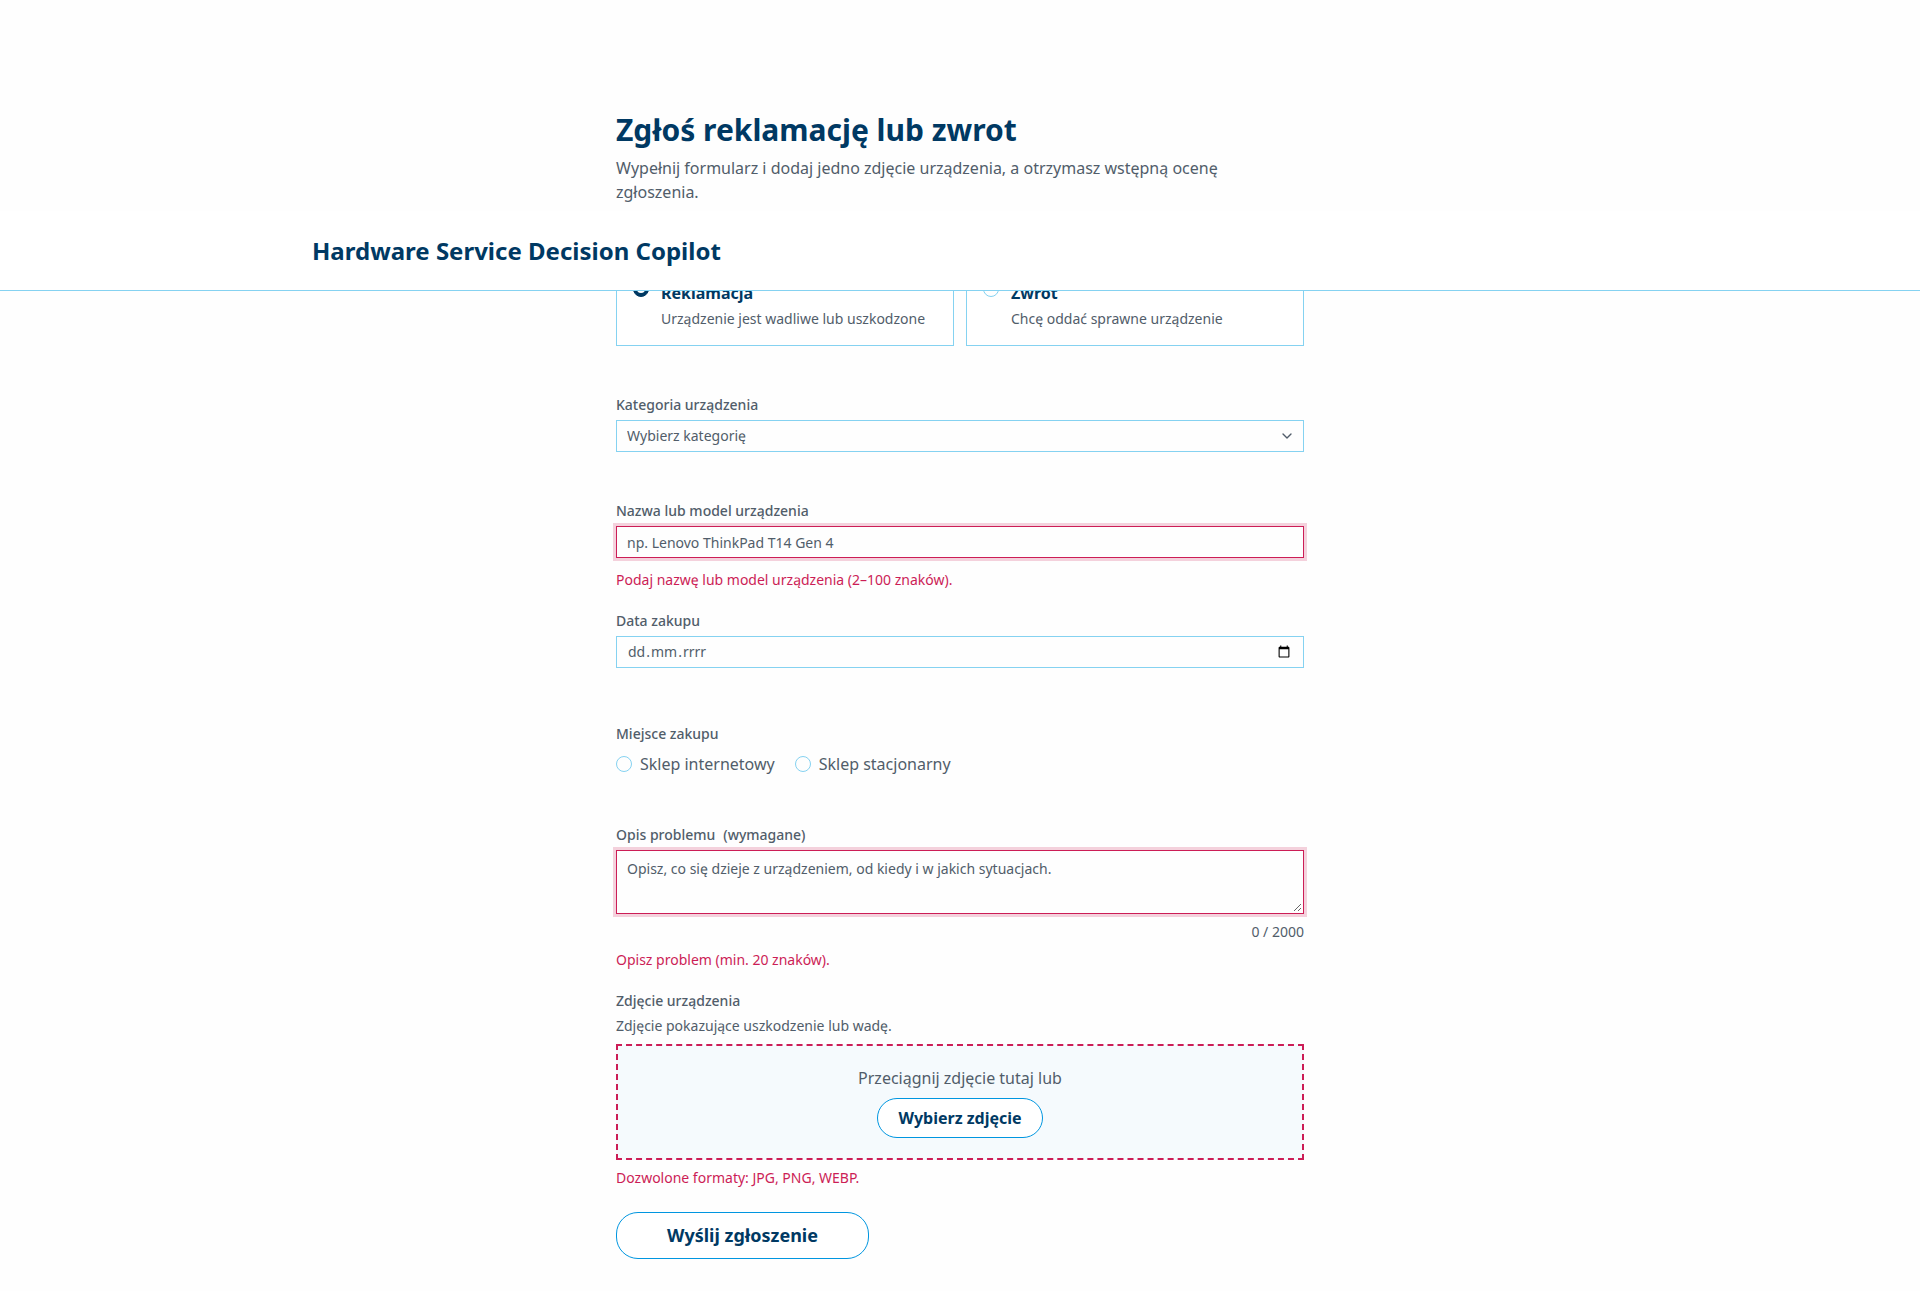 Zgłoś reklamację lub zwrot
Wypełnij formularz i dodaj jedno zdjęcie urządzenia, a otrzymasz wstępną ocenę
zgłoszenia.
Hardware Service Decision Copilot
Reklamacja
Urządzenie jest wadliwe lub uszkodzone
Zwrot
Chcę oddać sprawne urządzenie
Kategoria urządzenia
Wybierz kategorię
Nazwa lub model urządzenia
np. Lenovo ThinkPad T14 Gen 4
Podaj nazwę lub model urządzenia (2–100 znaków).
Data zakupu
dd.mm.rrrr
Miejsce zakupu
Sklep internetowy
Sklep stacjonarny
Opis problemu (wymagane)
Opisz, co się dzieje z urządzeniem, od kiedy i w jakich sytuacjach.
0 / 2000
Opisz problem (min. 20 znaków).
Zdjęcie urządzenia
Zdjęcie pokazujące uszkodzenie lub wadę.
Przeciągnij zdjęcie tutaj lub
Wybierz zdjęcie
Dozwolone formaty: JPG, PNG, WEBP.
Wyślij zgłoszenie